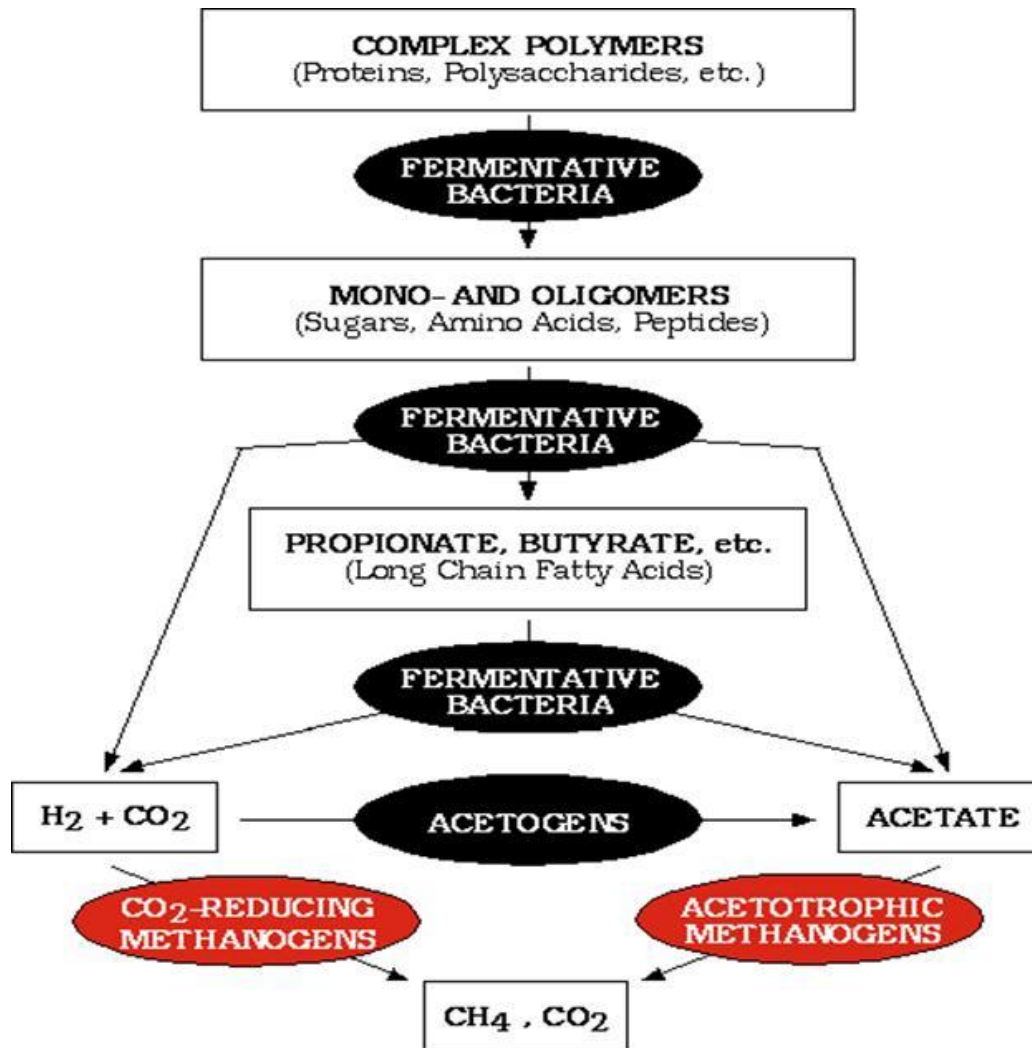 COMPLEX POLYMERS
(Proteins, Polysaccharides, etc.)
FERMENTATIVE
BACTERIA
MONO- AND OLIGOMERS
(Sugars, Amino Acids, Peptides)
FERMENTATIVE
BACTERIA
PROPIONATE, BUTYRATE, etc.
(Long Chain Fatty Acids)
FERMENTATIVE
BACTERIA
H2 + CO2
ACETOGENS
ACETATE
CO2-REDUCING
METHANOGENS
ACETOTROPHIC
METHANOGENS
CH4 , CO2